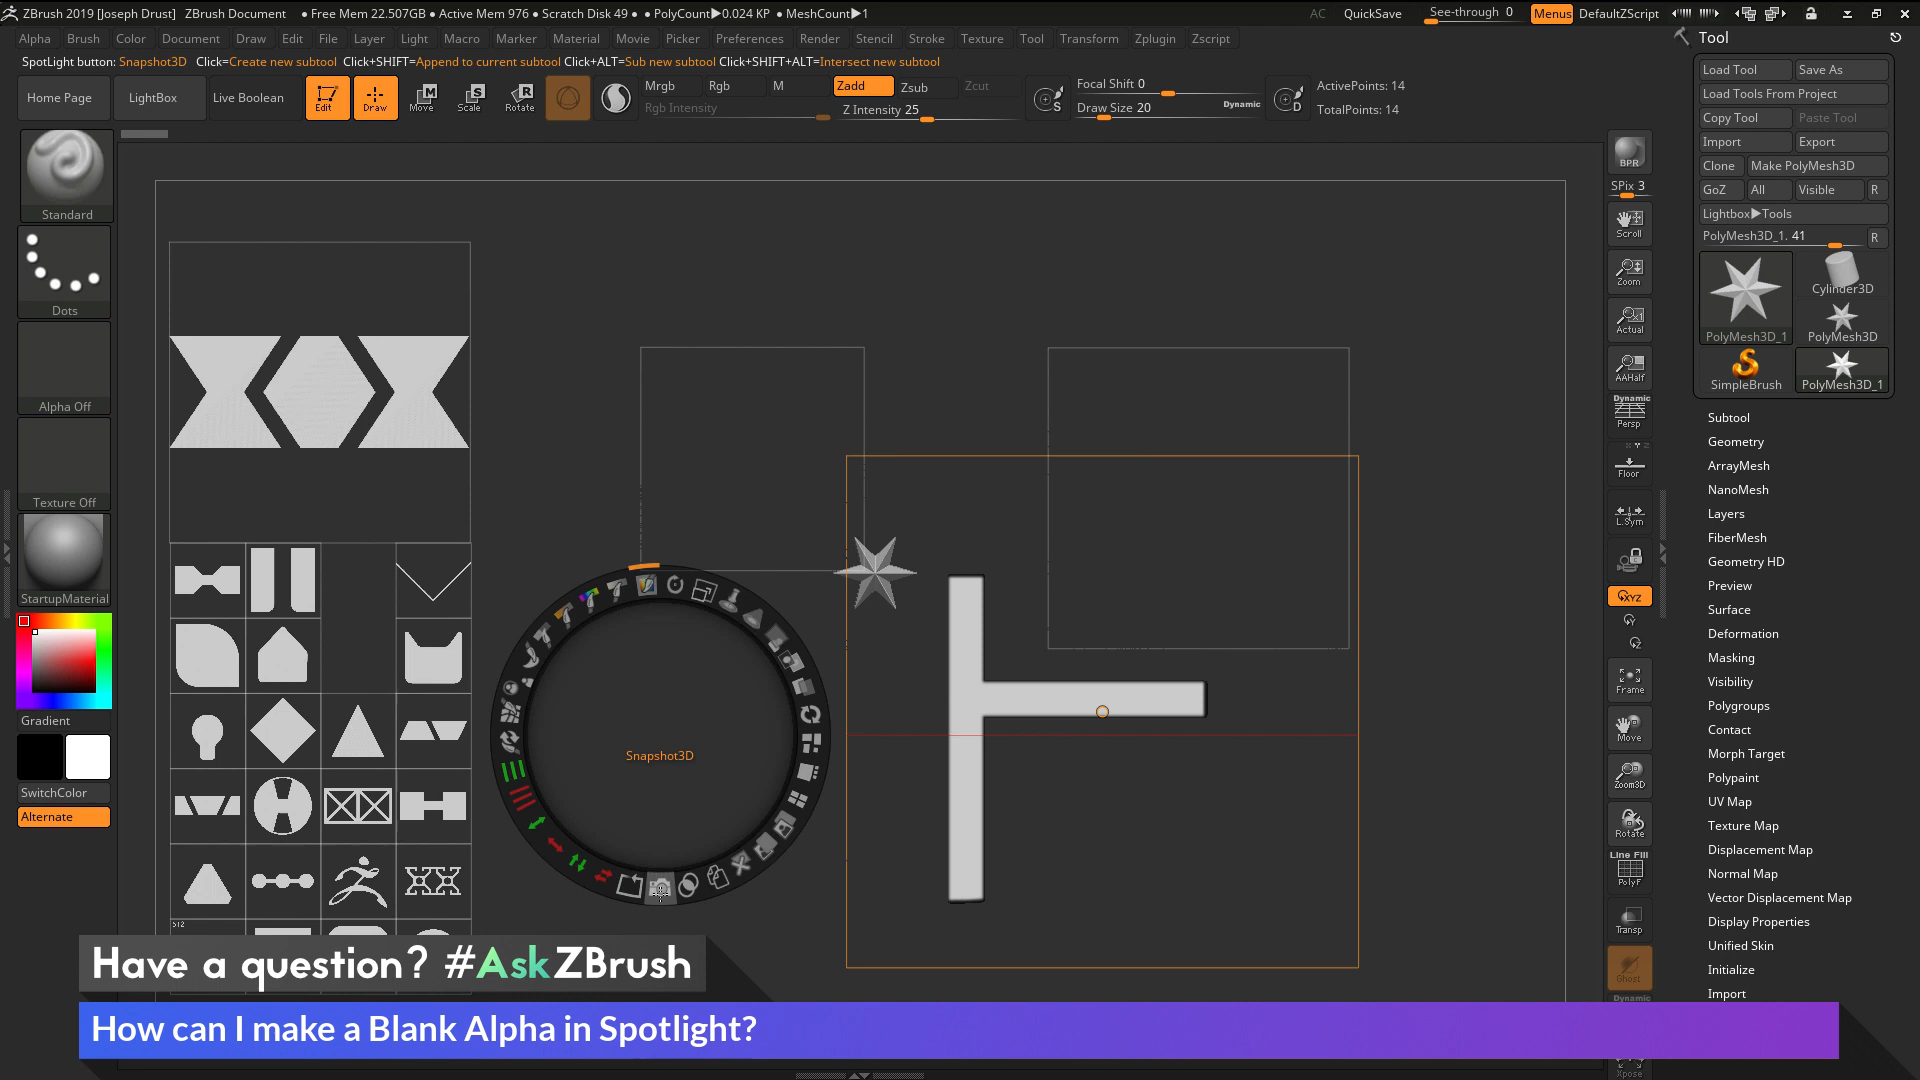 ZBrush 2019 [Joseph Drust] ZBrush Document • Free Mem 22.507GB • Active Mem 976 • Scratch Disk 49 • • PolyCount▶0.024 KP • MeshCount▶1 AC QuickSave See-through 0 Menus DefaultZScript
Alpha Brush Color Document Draw Edit File Layer Light Macro Marker Material Movie Picker Preferences Render Stencil Stroke Texture Tool Transform Zplugin Zscript
SpotLight button: Snapshot3D Click=Create new subtool Click+SHIFT=Append to current subtool Click+ALT=Sub new subtool Click+SHIFT+ALT=Intersect new subtool
Home Page LightBox Live Boolean Edit Draw Move Scale Rotate
Mrgb Rgb M Zadd Zsub Zcut
Rgb Intensity Z Intensity 25
Focal Shift 0
Draw Size 20 Dynamic
ActivePoints: 14
TotalPoints: 14
Standard
Dots
Alpha Off
Texture Off
StartupMaterial
Gradient
SwitchColor
Alternate
512
Snapshot3D
BPR
SPix 3
Scroll
Zoom
Actual
AAHalf
Dynamic
Persp
Floor
L.Sym
XYZ
Y
Z
Frame
Move
Zoom3D
Rotate
Line Fill
PolyF
Transp
Ghost
Dynamic
Xpose
Tool
Load Tool Save As
Load Tools From Project
Copy Tool Paste Tool
Import Export
Clone Make PolyMesh3D
GoZ All Visible R
Lightbox▶Tools
PolyMesh3D_1. 41 R
PolyMesh3D_1 Cylinder3D
PolyMesh3D
SimpleBrush PolyMesh3D_1
Subtool
Geometry
ArrayMesh
NanoMesh
Layers
FiberMesh
Geometry HD
Preview
Surface
Deformation
Masking
Visibility
Polygroups
Contact
Morph Target
Polypaint
UV Map
Texture Map
Displacement Map
Normal Map
Vector Displacement Map
Display Properties
Unified Skin
Initialize
Import
Have a question? #AskZBrush
How can I make a Blank Alpha in Spotlight?